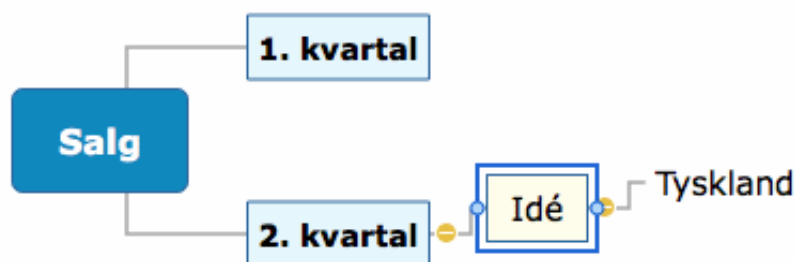 1. kvartal
Salg
Tyskland
Idé
2. kvartal